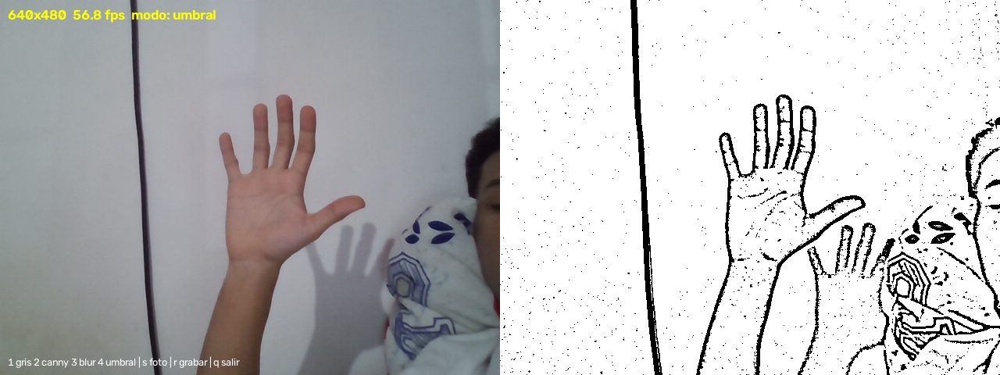 640x480 56.8 fps modo: umbral
1 gris 2 canny 3 blur 4 umbral | s foto | r grabar | q salir